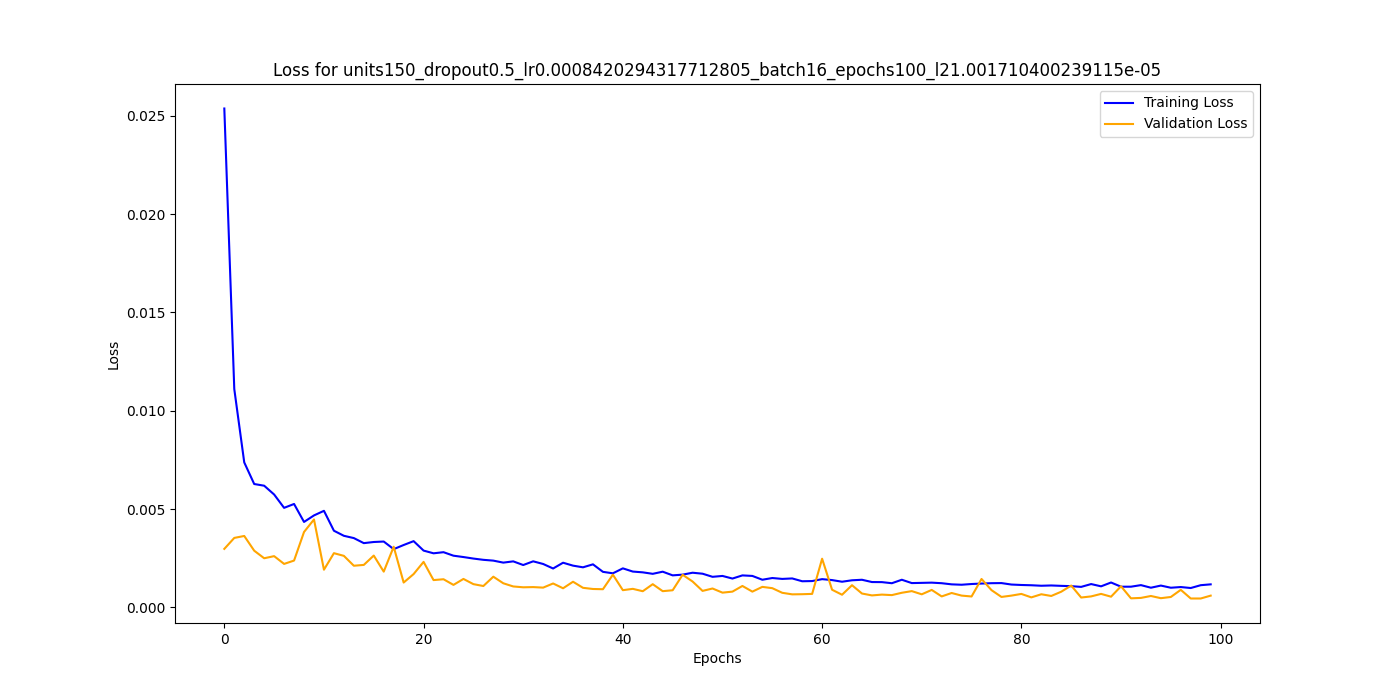 Loss for units150_dropout0.5_lr0.0008420294317712805_batch16_epochs100_l21.001710400239115e-05
Training Loss
Validation Loss
0.025
0.020
0.015
0.010
0.005
0.000
Loss
0
20
40
60
80
100
Epochs